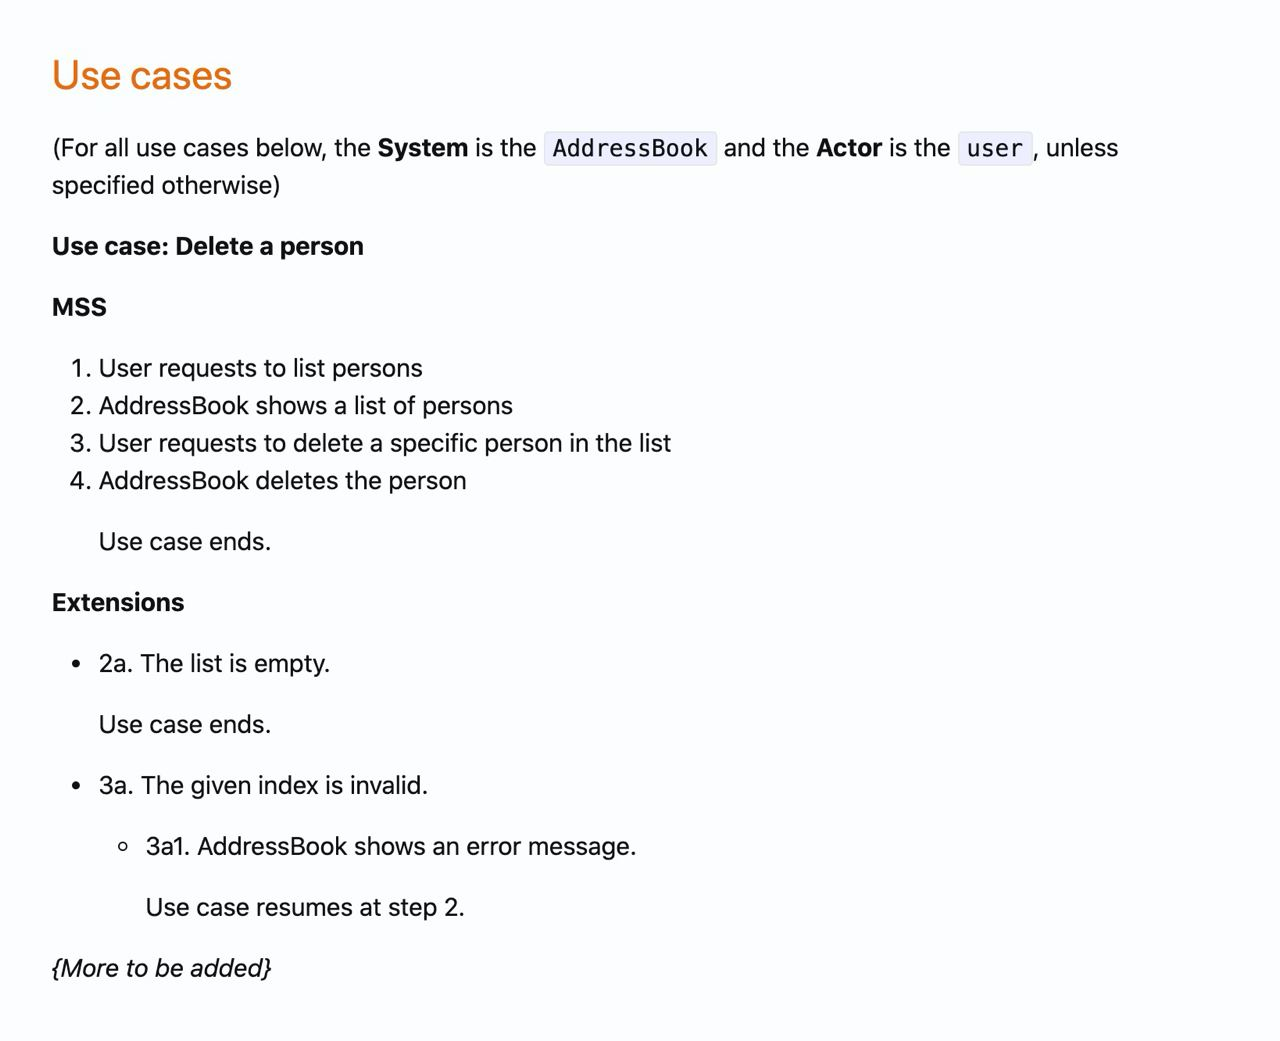 Use cases
(For all use cases below, the System is the AddressBook and the Actor is the user, unless
specified otherwise)
Use case: Delete a person
MSS
1. User requests to list persons
2. AddressBook shows a list of persons
3. User requests to delete a specific person in the list
4. AddressBook deletes the person
Use case ends.
Extensions
• 2a. The list is empty.
Use case ends.
• 3a. The given index is invalid.
○ 3a1. AddressBook shows an error message.
Use case resumes at step 2.
{More to be added}